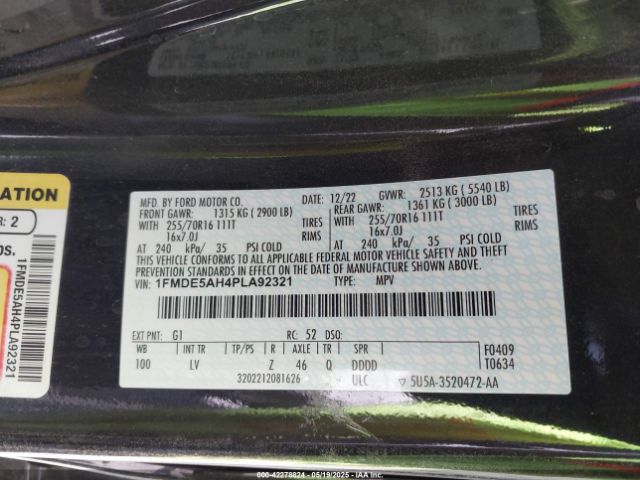 ATION
R: 2
bs.
1FMDE5AH4PLA92321
MFD. BY FORD MOTOR CO.
DATE: 12/22 GVWR: 2513 KG ( 5540 LB)
FRONT GAWR: 1315 KG ( 2900 LB)
REAR GAWR: 1361 KG ( 3000 LB)
WITH 255/70R16 111T TIRES
WITH 255/70R16 111T TIRES
16x7.0J RIMS
16x7.0J RIMS
AT 240 kPa/ 35 PSI COLD
AT 240 kPa/ 35 PSI COLD
THIS VEHICLE CONFORMS TO ALL APPLICABLE FEDERAL MOTOR VEHICLE SAFETY AND BUMPER
THEFT PREVENTION STANDARDS IN EFFECT ON THE DATE OF MANUFACTURE SHOWN ABOVE.
VIN: 1FMDE5AH4PLA92321 TYPE: MPV
EXT PNT: G1 RC: 52 DSO:
WB INT TR TP/PS R AXLE TR SPR F0409
100 LV Z 46 Q DDDD T0634
3202212081626 ULC 5U5A-3520472-AA
000-42278824 - 05/19/2025 - IAA, INC.